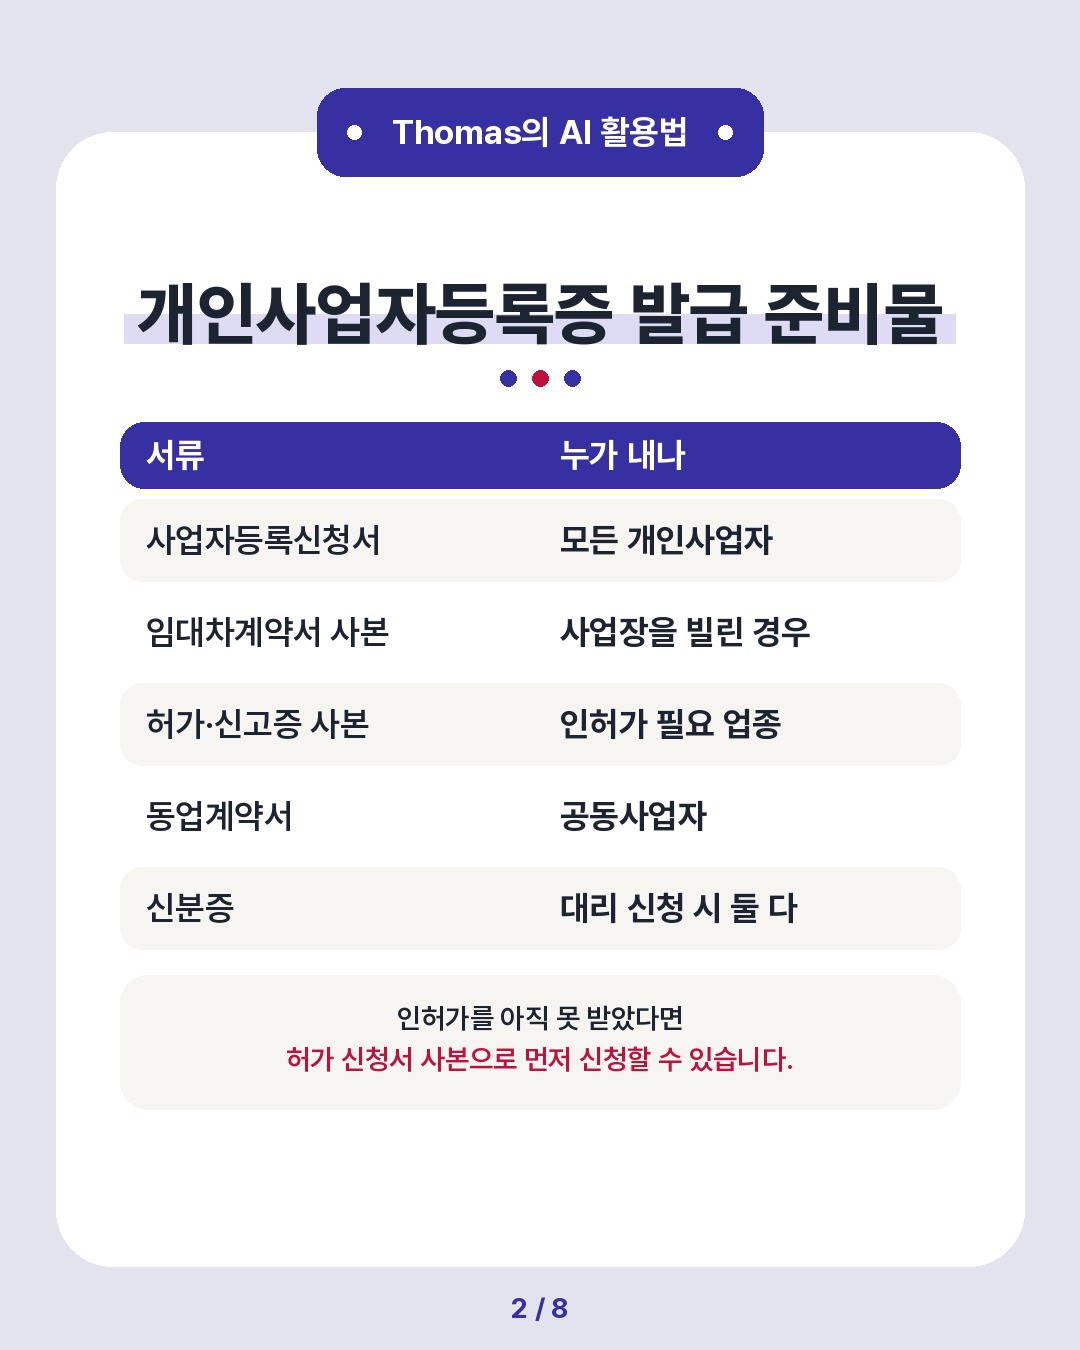 Thomas의 AI 활용법
개인사업자등록증 발급 준비물
서류 누가 내나
사업자등록신청서 모든 개인사업자
임대차계약서 사본 사업장을 빌린 경우
허가·신고증 사본 인허가 필요 업종
동업계약서 공동사업자
신분증 대리 신청 시 둘 다
인허가를 아직 못 받았다면
허가 신청서 사본으로 먼저 신청할 수 있습니다.
2 / 8